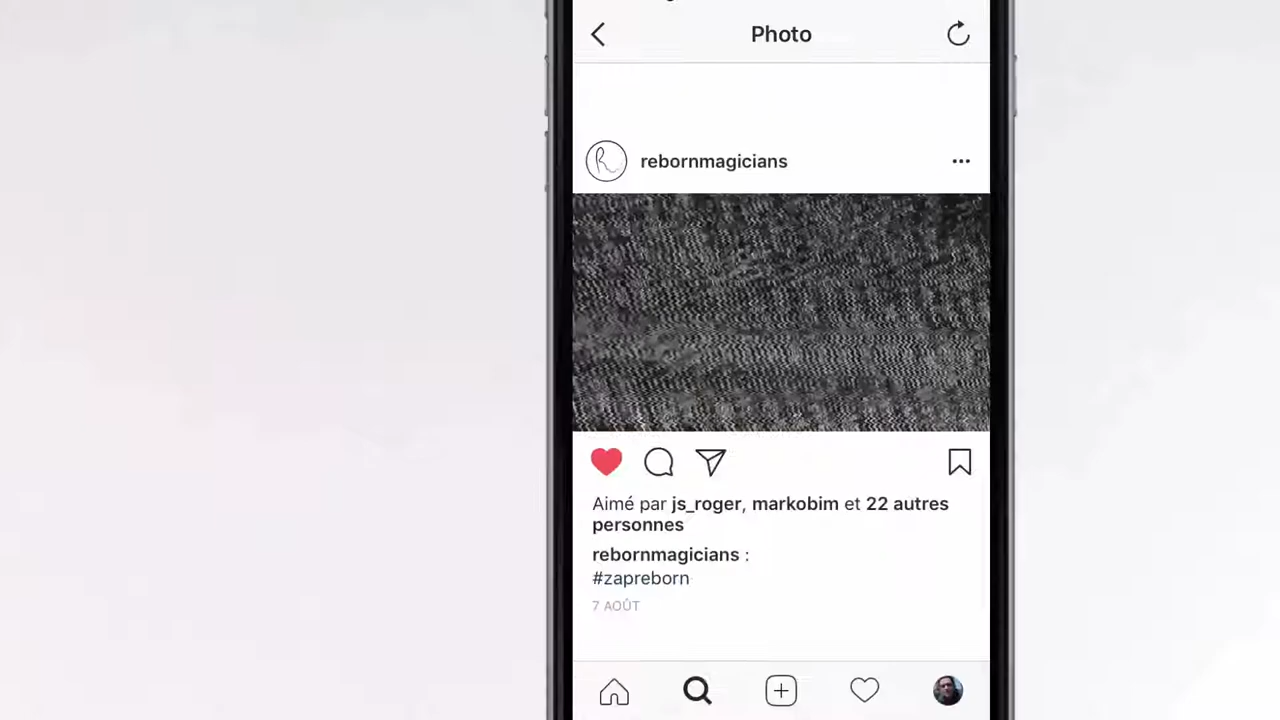 Photo
rebornmagicians
Aimé par js_roger, markobim et 22 autres
personnes
rebornmagicians :
#zapreborn
7 AOÛT